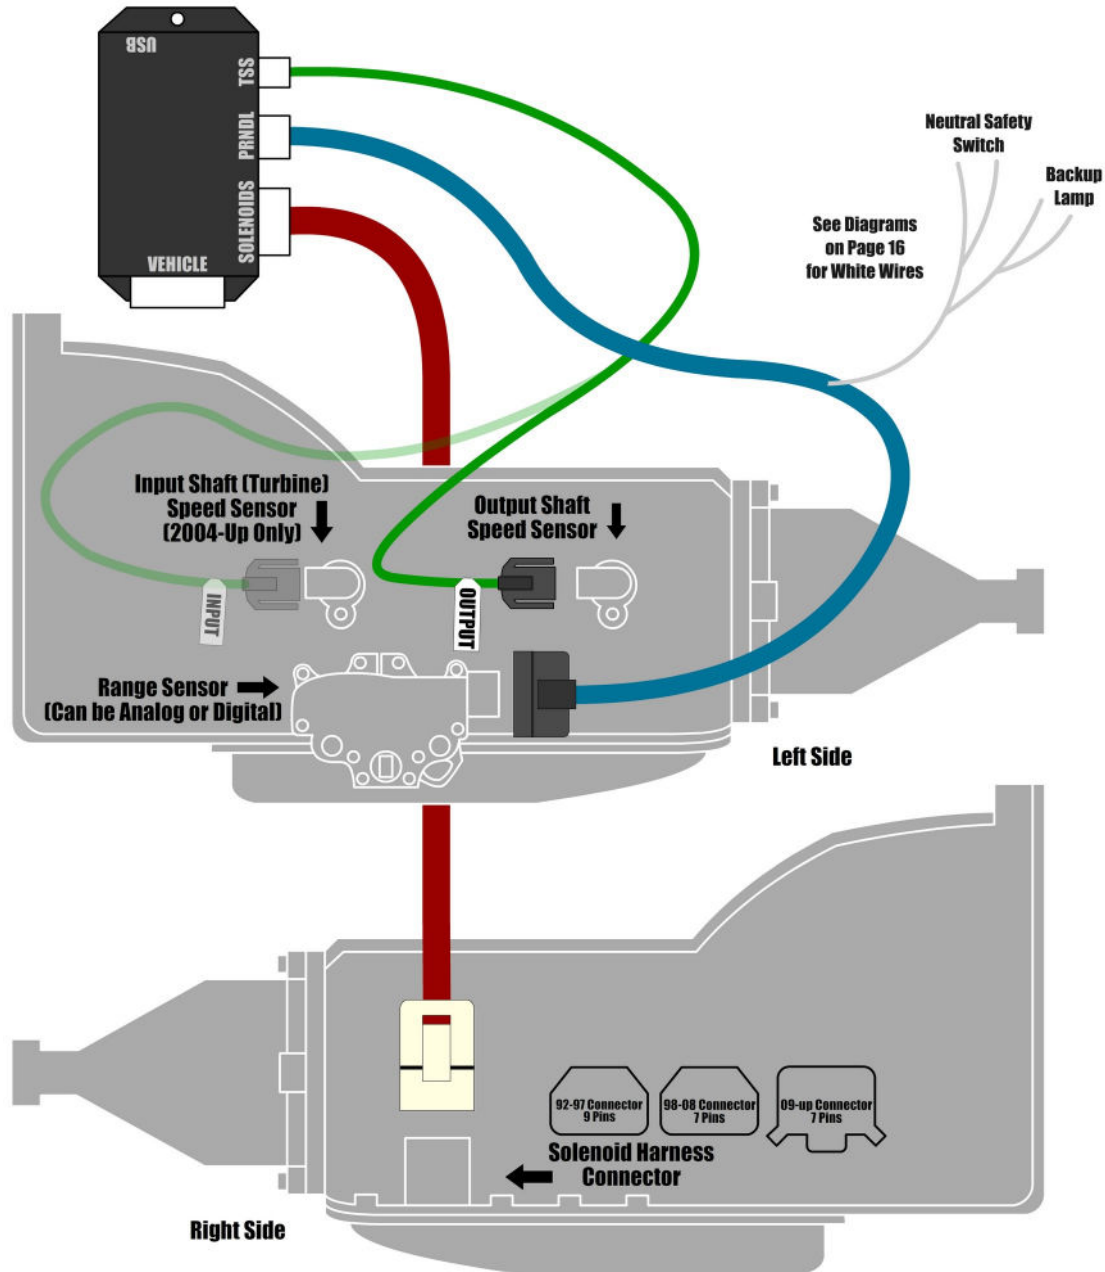 USB
TSS
PRNDL
SOLENOIDS
VEHICLE
Neutral Safety
Switch
Backup
Lamp
See Diagrams
on Page 16
for White Wires
Input Shaft (Turbine)
Speed Sensor
(2004-Up Only)
Output Shaft
Speed Sensor
INPUT
OUTPUT
Range Sensor
(Can be Analog or Digital)
Left Side
92-97 Connector
9 Pins
98-08 Connector
7 Pins
09-up Connector
7 Pins
Solenoid Harness
Connector
Right Side